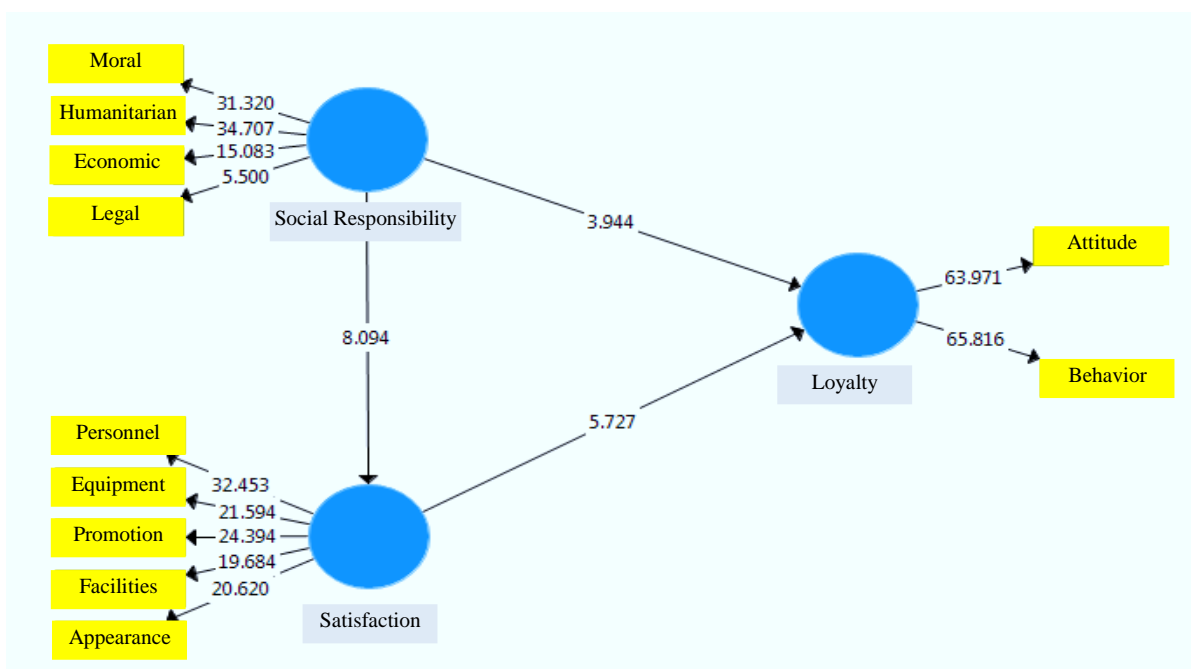 Moral
31.320
Humanitarian
34.707
Economic
15.083
Legal
5.500
Social Responsibility
3.944
Attitude
63.971
65.816
Loyalty
Behavior
8.094
5.727
Personnel
32.453
Equipment
21.594
Promotion
24.394
Facilities
19.684
Appearance
20.620
Satisfaction